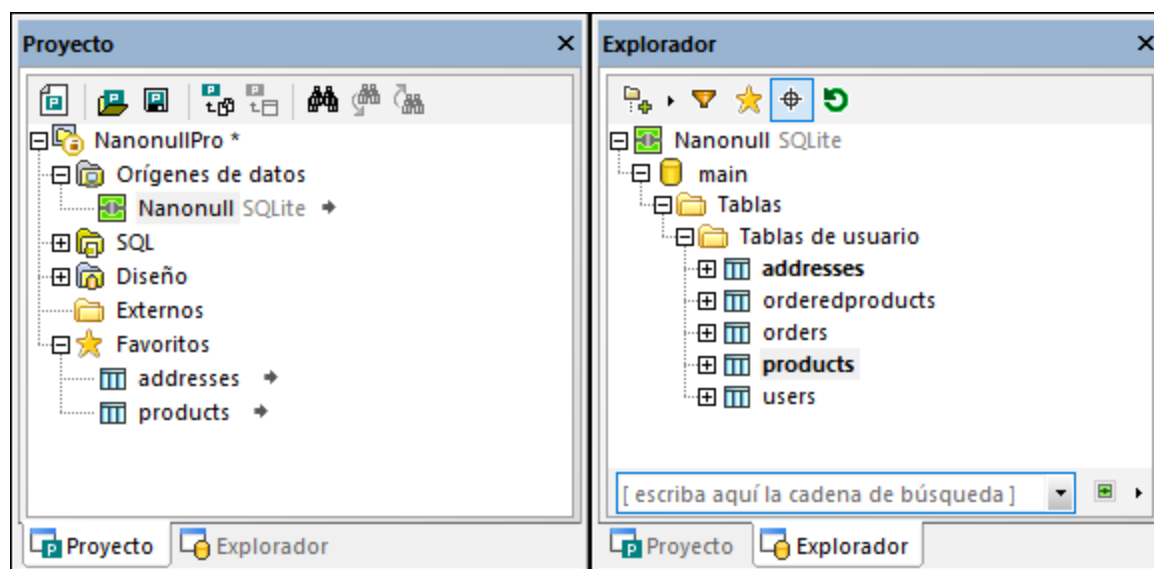 Proyecto
NanonullPro *
Orígenes de datos
Nanonull SQLite
SQL
Diseño
Externos
Favoritos
addresses
products
Proyecto
Explorador
Explorador
Nanonull SQLite
main
Tablas
Tablas de usuario
addresses
orderedproducts
orders
products
users
[ escriba aquí la cadena de búsqueda ]
Proyecto
Explorador